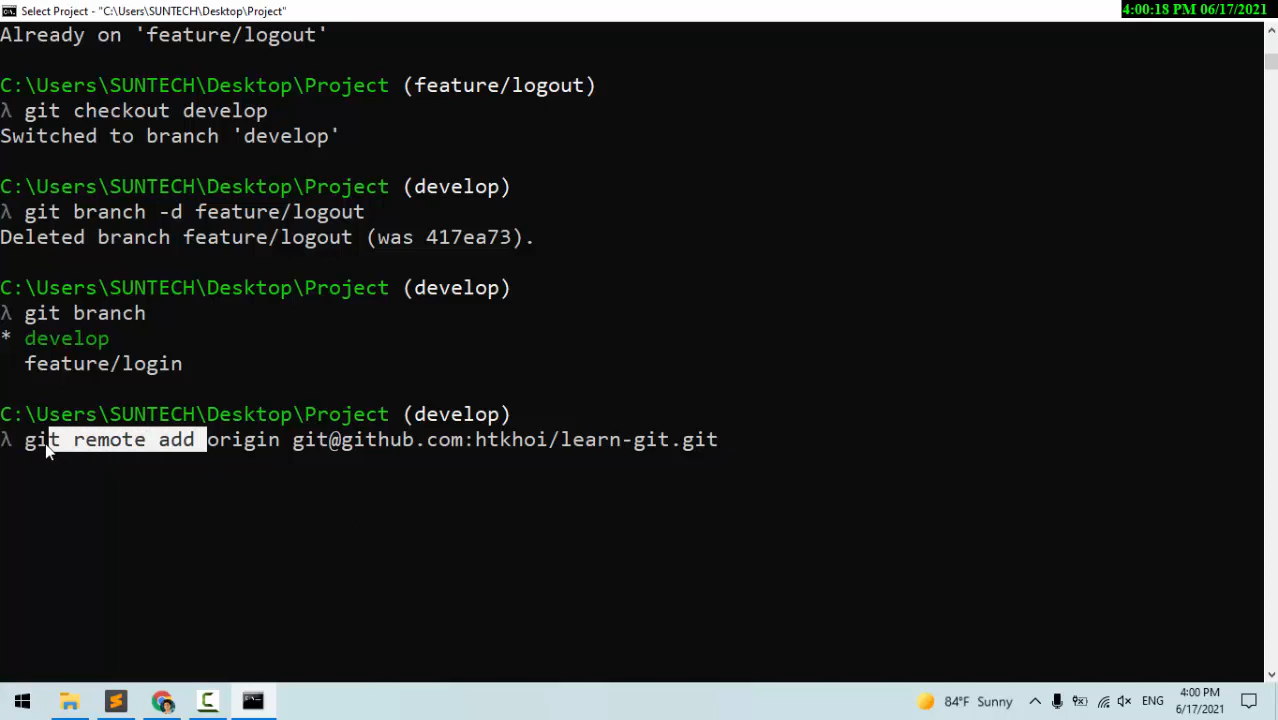 Select Project - "C:\Users\SUNTECH\Desktop\Project"
4:00:18 PM 06/17/2021
Already on 'feature/logout'
C:\Users\SUNTECH\Desktop\Project (feature/logout)
λ git checkout develop
Switched to branch 'develop'
C:\Users\SUNTECH\Desktop\Project (develop)
λ git branch -d feature/logout
Deleted branch feature/logout (was 417ea73).
C:\Users\SUNTECH\Desktop\Project (develop)
λ git branch
* develop
feature/login
C:\Users\SUNTECH\Desktop\Project (develop)
λ git remote add origin git@github.com:htkhoi/learn-git.git
84°F Sunny
ENG
4:00 PM
6/17/2021